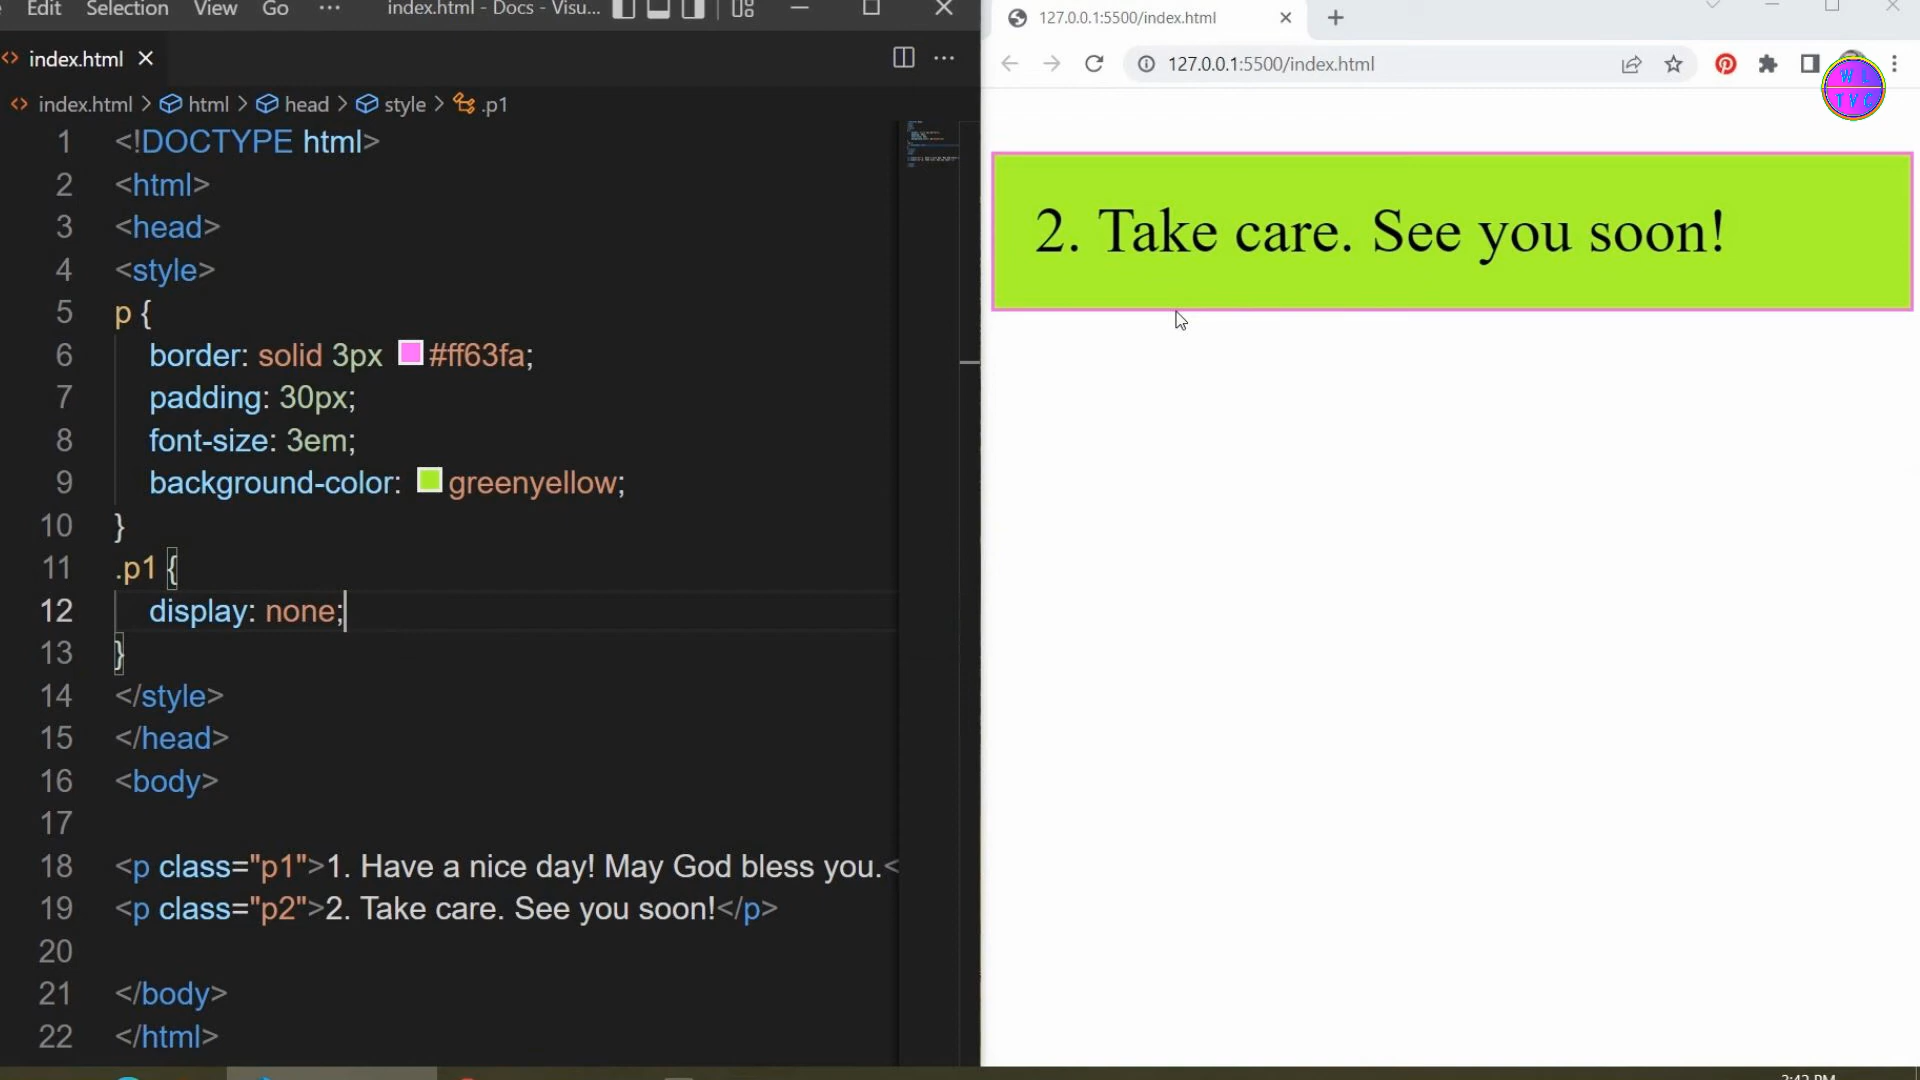 Edit Selection View Go ··· index.html - Docs - Visu...
index.html
index.html > html > head > style > .p1
1 <!DOCTYPE html>
2 <html>
3 <head>
4 <style>
5 p {
6 border: solid 3px #ff63fa;
7 padding: 30px;
8 font-size: 3em;
9 background-color: greenyellow;
10 }
11 .p1 {
12 display: none;
13 }
14 </style>
15 </head>
16 <body>
17
18 <p class="p1">1. Have a nice day! May God bless you.<
19 <p class="p2">2. Take care. See you soon!</p>
20
21 </body>
22 </html>
127.0.0.1:5500/index.html
127.0.0.1:5500/index.html
W L
T V C
2. Take care. See you soon!